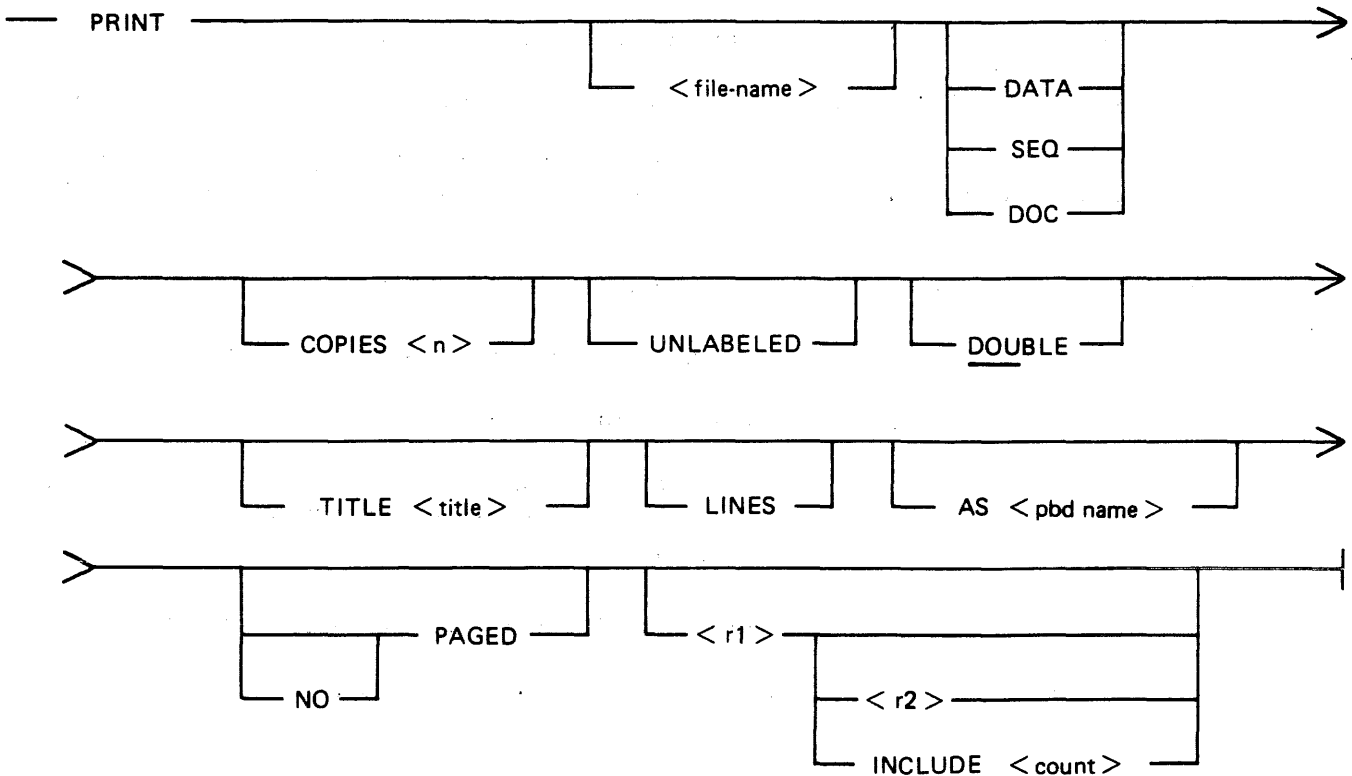 PRINT
< file-name >
DATA
SEQ
DOC
COPIES < n >
UNLABELED
DOUBLE
TITLE < title >
LINES
AS < pbd name >
PAGED
NO
< r1 >
< r2 >
INCLUDE < count >